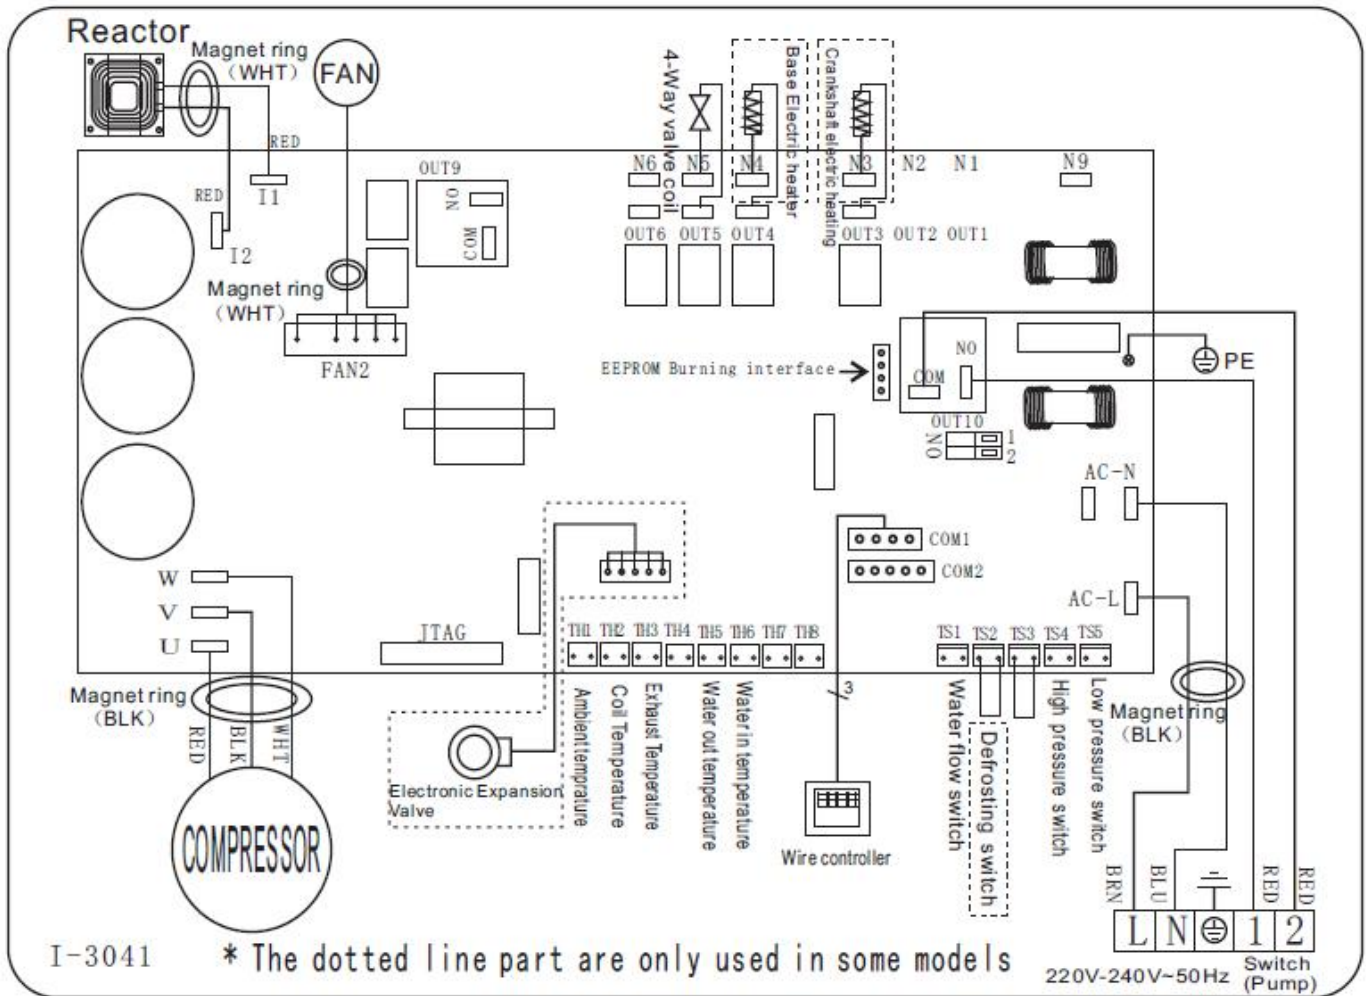 Reactor
Magnet ring
(WHT)
FAN
4-Way valve coil
Base Electric heater
Crankshaft electric heating
RED
RED
I1
I2
OUT9
NO
COM
N6
N5
N4
N3
N2
N1
N9
OUT6
OUT5
OUT4
OUT3
OUT2
OUT1
Magnet ring
(WHT)
FAN2
EEPROM Burning interface
COM
NO
PE
OUT10
ON
1
2
AC-N
COM1
COM2
AC-L
W
V
U
JTAG
TH1
TH2
TH3
TH4
TH5
TH6
TH7
TH8
TS1
TS2
TS3
TS4
TS5
Magnet ring
(BLK)
RED
BLK
WHT
COMPRESSOR
Electronic Expansion
Valve
Ambienttemprature
Coil Temperature
Exhaust Temperature
Water out temperature
Water in temperature
3
Wire controller
Water flow switch
Defrosting switch
High pressure switch
Low pressure switch
Magnet ring
(BLK)
BRN
BLU
RED
RED
L
N
1
2
I-3041
* The dotted line part are only used in some models
220V-240V~50Hz
Switch
(Pump)